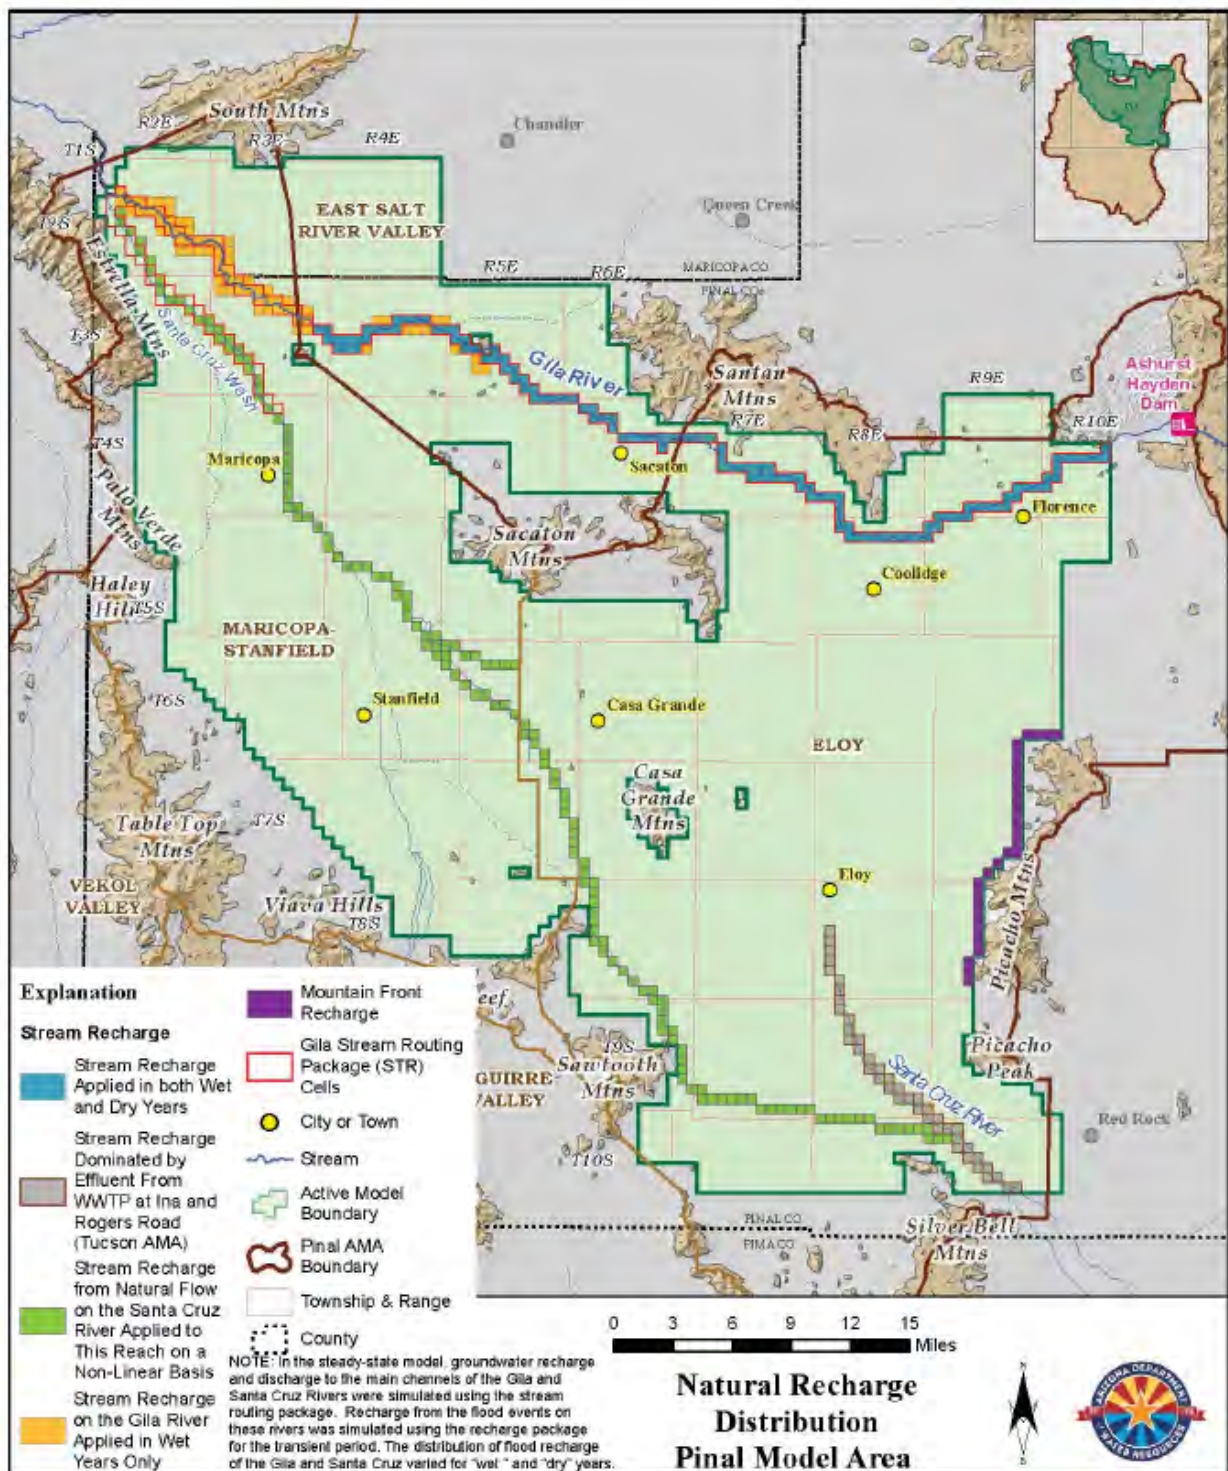 South Mtns
Chandler
R2E
R3E
R4E
T1S
EAST SALT
RIVER VALLEY
Queen Creek
T9S
R5E
R6E
MARICOPA CO.
PINAL CO.
Estrella Mtns
Santa Cruz Wash
T3S
Gila River
Santan
Mtns
R7E
R8E
R9E
R10E
Ashurst
Hayden
Dam
T4S
Maricopa
Sacaton
Florence
Palo Verde
Mtns
Sacaton
Mtns
Haley
Hills
T5S
Coolidge
MARICOPA-
STANFIELD
T6S
Stanfield
Casa Grande
ELOY
Casa
Grande
Mtns
Table Top
Mtns
T7S
VEKOL
VALLEY
Viava Hills
T8S
Eloy
Picacho Mtns
eef
T9S
Sawtooth
Mtns
GUIRRE
VALLEY
Picacho
Peak
Santa Cruz River
Red Rock
T10S
PINAL CO.
PIMA CO.
Silver Bell
Mtns
Explanation
Stream Recharge
Stream Recharge
Applied in both Wet
and Dry Years
Stream Recharge
Dominated by
Effluent From
WWTP at Ina and
Rogers Road
(Tucson AMA)
Stream Recharge
from Natural Flow
on the Santa Cruz
River Applied to
This Reach on a
Non-Linear Basis
Stream Recharge
on the Gila River
Applied in Wet
Years Only
Mountain Front
Recharge
Gila Stream Routing
Package (STR)
Cells
City or Town
Stream
Active Model
Boundary
Pinal AMA
Boundary
Township & Range
County
NOTE: In the steady-state model, groundwater recharge
and discharge to the main channels of the Gila and
Santa Cruz Rivers were simulated using the stream
routing package. Recharge from the flood events on
these rivers was simulated using the recharge package
for the transient period. The distribution of flood recharge
of the Gila and Santa Cruz varied for "wet " and "dry" years.
0 3 6 9 12 15
Miles
Natural Recharge
Distribution
Pinal Model Area
N
ARIZONA DEPARTMENT
WATER RESOURCES